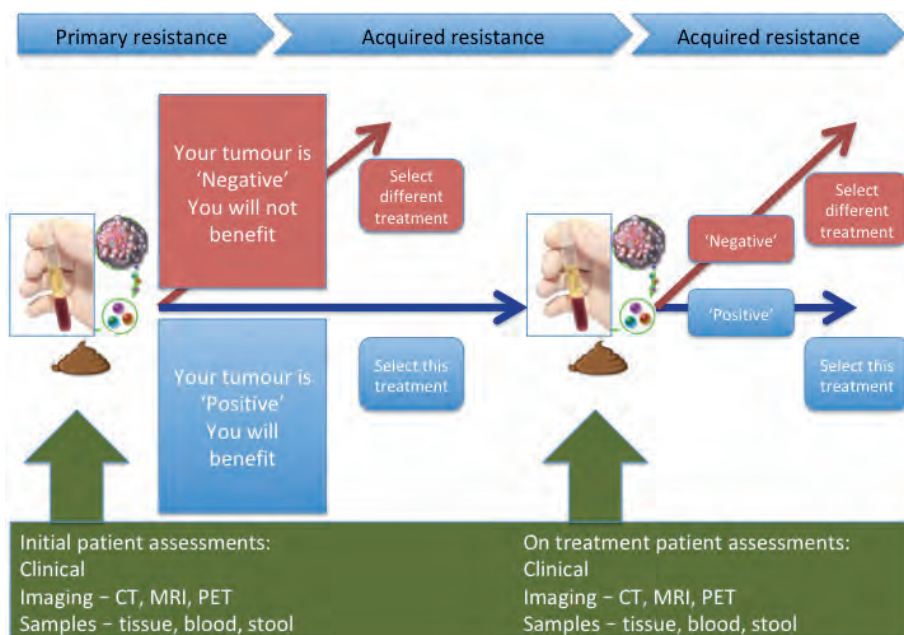 Primary resistance
Acquired resistance
Acquired resistance
Your tumour is
‘Negative’
You will not
benefit
Select
different
treatment
‘Negative’
Select
different
treatment
‘Positive’
Your tumour is
‘Positive’
You will
benefit
Select this
treatment
Select this
treatment
Initial patient assessments:
Clinical
Imaging – CT, MRI, PET
Samples – tissue, blood, stool
On treatment patient assessments:
Clinical
Imaging – CT, MRI, PET
Samples – tissue, blood, stool